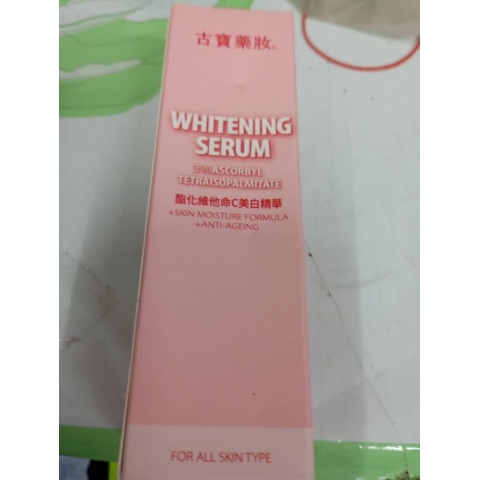 古寶藥妝®
WHITENING
SERUM
3%ASCORBYL
TETRAISOPALMITATE
酯化維他命C美白精華
+SKIN MOISTURE FORMULA
+ANTI-AGEING
FOR ALL SKIN TYPE